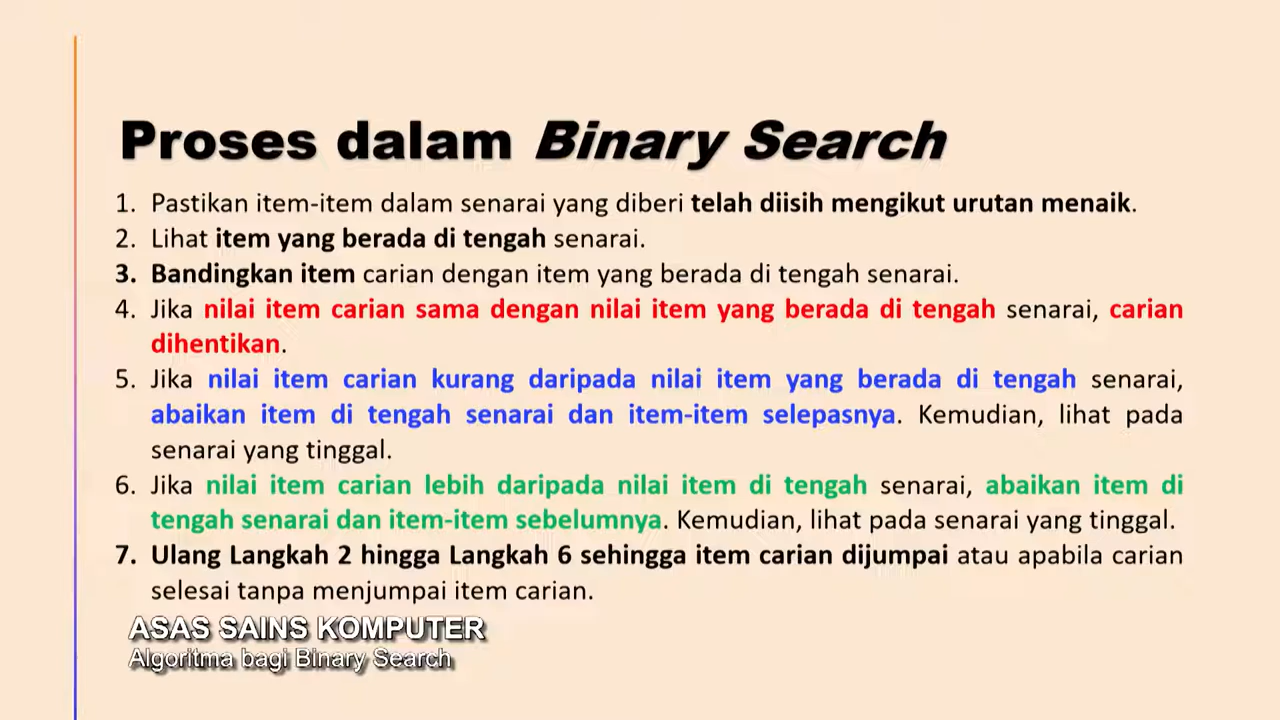 Proses dalam Binary Search
1. Pastikan item-item dalam senarai yang diberi telah diisih mengikut urutan menaik.
2. Lihat item yang berada di tengah senarai.
3. Bandingkan item carian dengan item yang berada di tengah senarai.
4. Jika nilai item carian sama dengan nilai item yang berada di tengah senarai, carian
dihentikan.
5. Jika nilai item carian kurang daripada nilai item yang berada di tengah senarai,
abaikan item di tengah senarai dan item-item selepasnya. Kemudian, lihat pada
senarai yang tinggal.
6. Jika nilai item carian lebih daripada nilai item di tengah senarai, abaikan item di
tengah senarai dan item-item sebelumnya. Kemudian, lihat pada senarai yang tinggal.
7. Ulang Langkah 2 hingga Langkah 6 sehingga item carian dijumpai atau apabila carian
selesai tanpa menjumpai item carian.
ASAS SAINS KOMPUTER
Algoritma bagi Binary Search